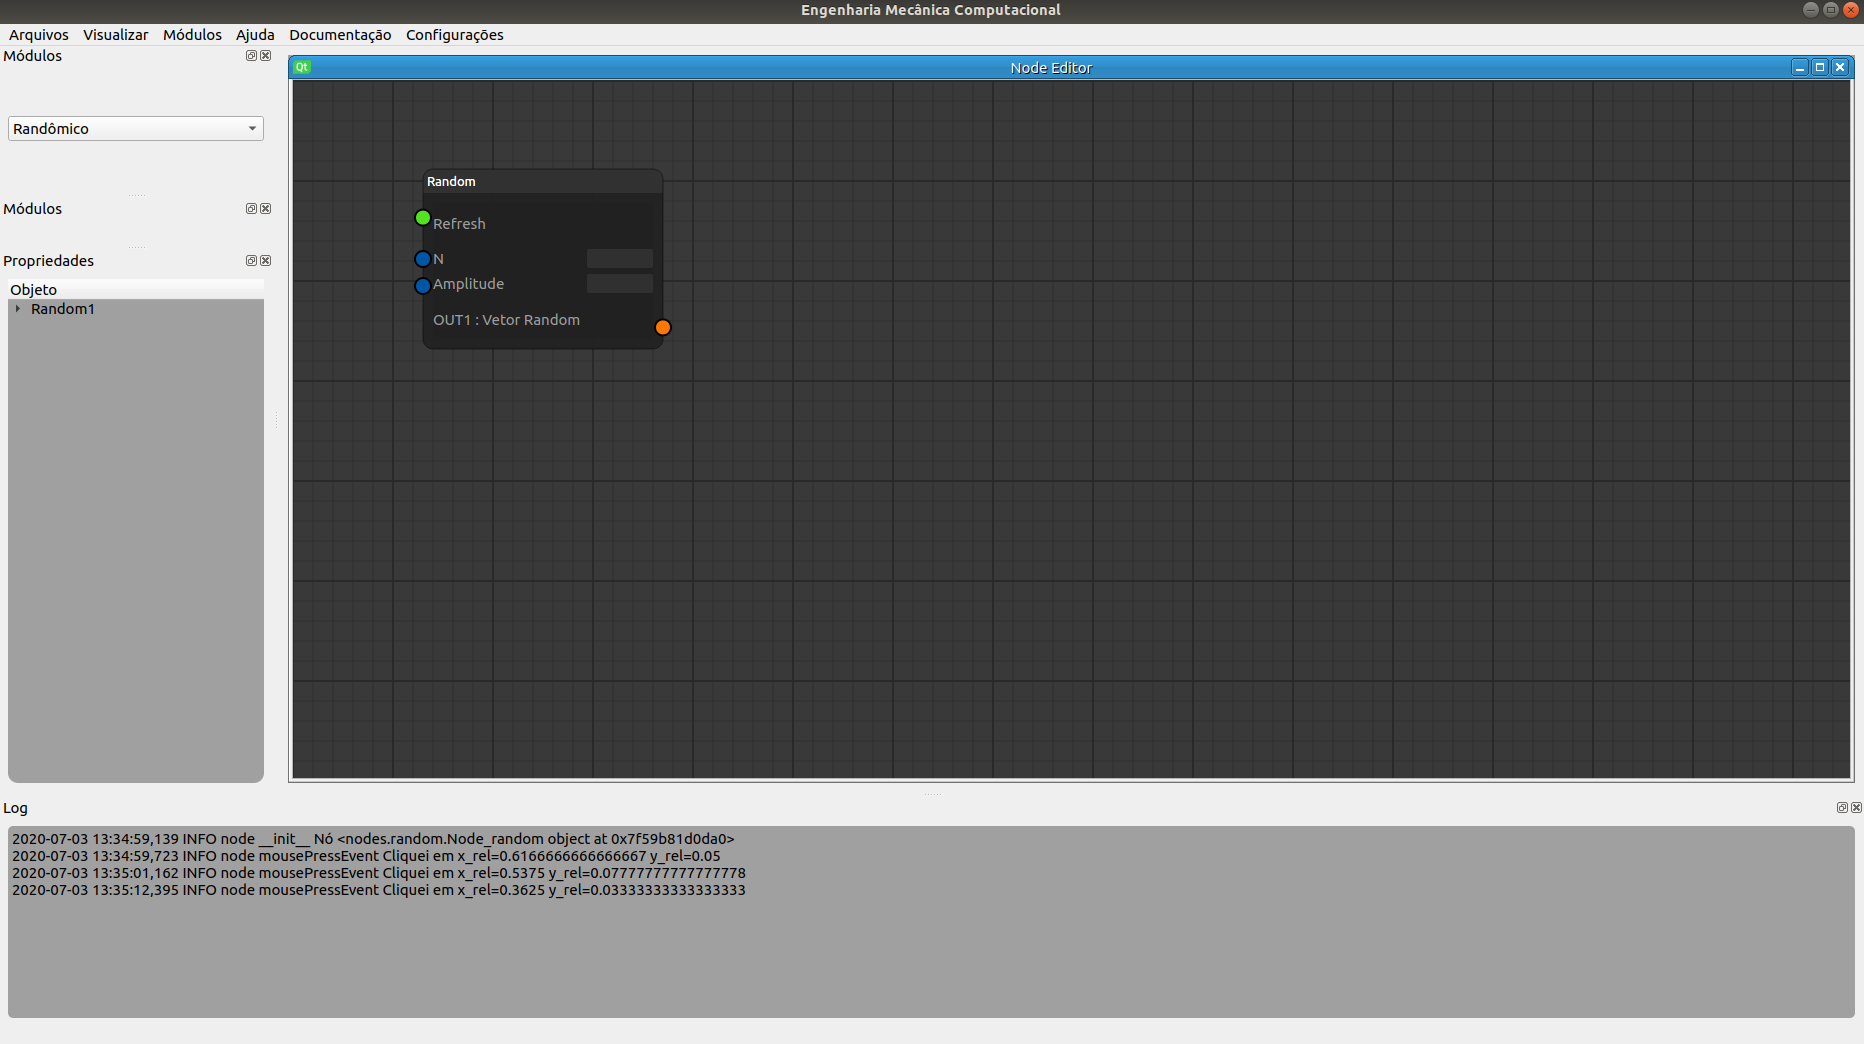 Engenharia Mecânica Computacional
Arquivos Visualizar Módulos Ajuda Documentação Configurações
Módulos
Randômico
Módulos
Propriedades
Objeto
Random1
Qt
Node Editor
Random
Refresh
N
Amplitude
OUT1 : Vetor Random
Log
2020-07-03 13:34:59,139 INFO node __init__ Nó <nodes.random.Node_random object at 0x7f59b81d0da0>
2020-07-03 13:34:59,723 INFO node mousePressEvent Cliquei em x_rel=0.6166666666666667 y_rel=0.05
2020-07-03 13:35:01,162 INFO node mousePressEvent Cliquei em x_rel=0.5375 y_rel=0.07777777777777778
2020-07-03 13:35:12,395 INFO node mousePressEvent Cliquei em x_rel=0.3625 y_rel=0.03333333333333333